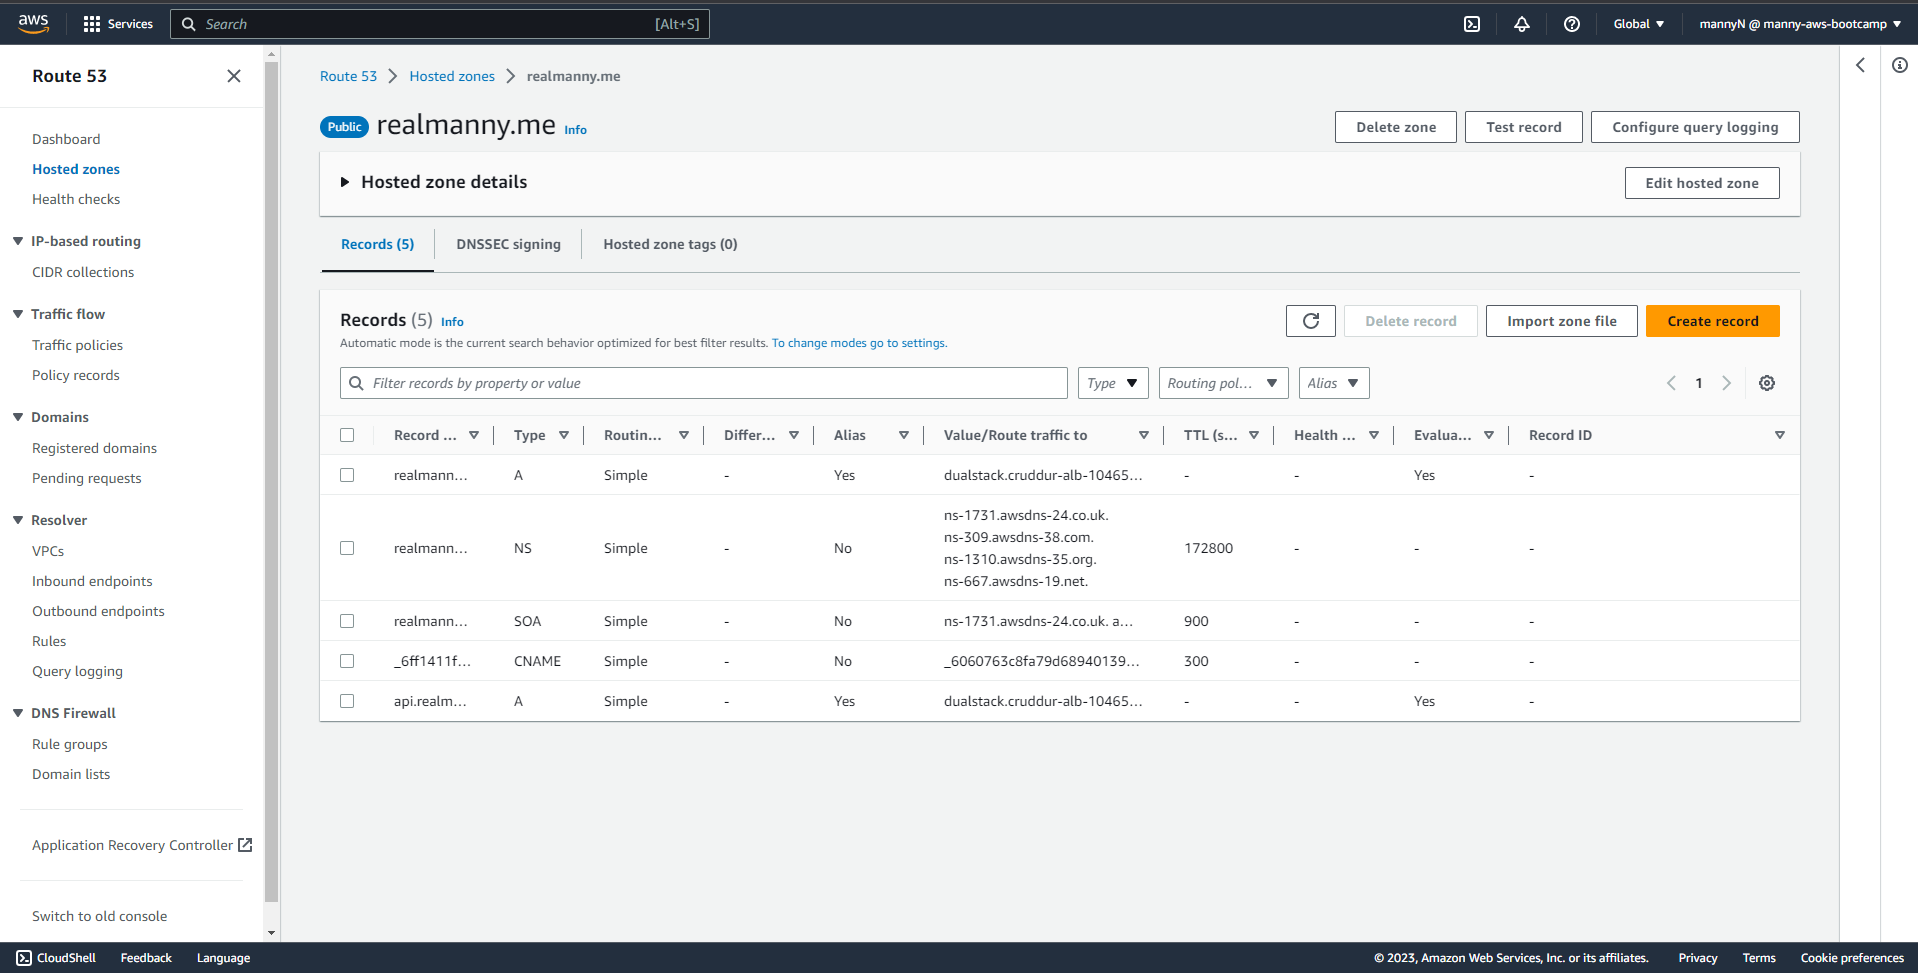 aws
Services
Search
[Alt+S]
Global
mannyN @ manny-aws-bootcamp
Route 53
Dashboard
Hosted zones
Health checks
IP-based routing
CIDR collections
Traffic flow
Traffic policies
Policy records
Domains
Registered domains
Pending requests
Resolver
VPCs
Inbound endpoints
Outbound endpoints
Rules
Query logging
DNS Firewall
Rule groups
Domain lists
Application Recovery Controller
Switch to old console
Route 53 > Hosted zones > realmanny.me
Public realmanny.me Info
Delete zone
Test record
Configure query logging
Hosted zone details
Edit hosted zone
Records (5)
DNSSEC signing
Hosted zone tags (0)
Records (5) Info
Automatic mode is the current search behavior optimized for best filter results. To change modes go to settings.
Delete record
Import zone file
Create record
Filter records by property or value
Type
Routing pol...
Alias
1
Record ... Type Routin... Differ... Alias Value/Route traffic to TTL (s... Health ... Evalua... Record ID
realmann... A Simple - Yes dualstack.cruddur-alb-10465... - - Yes -
realmann... NS Simple - No ns-1731.awsdns-24.co.uk.
ns-309.awsdns-38.com.
ns-1310.awsdns-35.org.
ns-667.awsdns-19.net.
172800 - - -
realmann... SOA Simple - No ns-1731.awsdns-24.co.uk. a... 900 - - -
_6ff1411f... CNAME Simple - No _6060763c8fa79d68940139... 300 - - -
api.realm... A Simple - Yes dualstack.cruddur-alb-10465... - - Yes -
CloudShell
Feedback
Language
© 2023, Amazon Web Services, Inc. or its affiliates.
Privacy
Terms
Cookie preferences